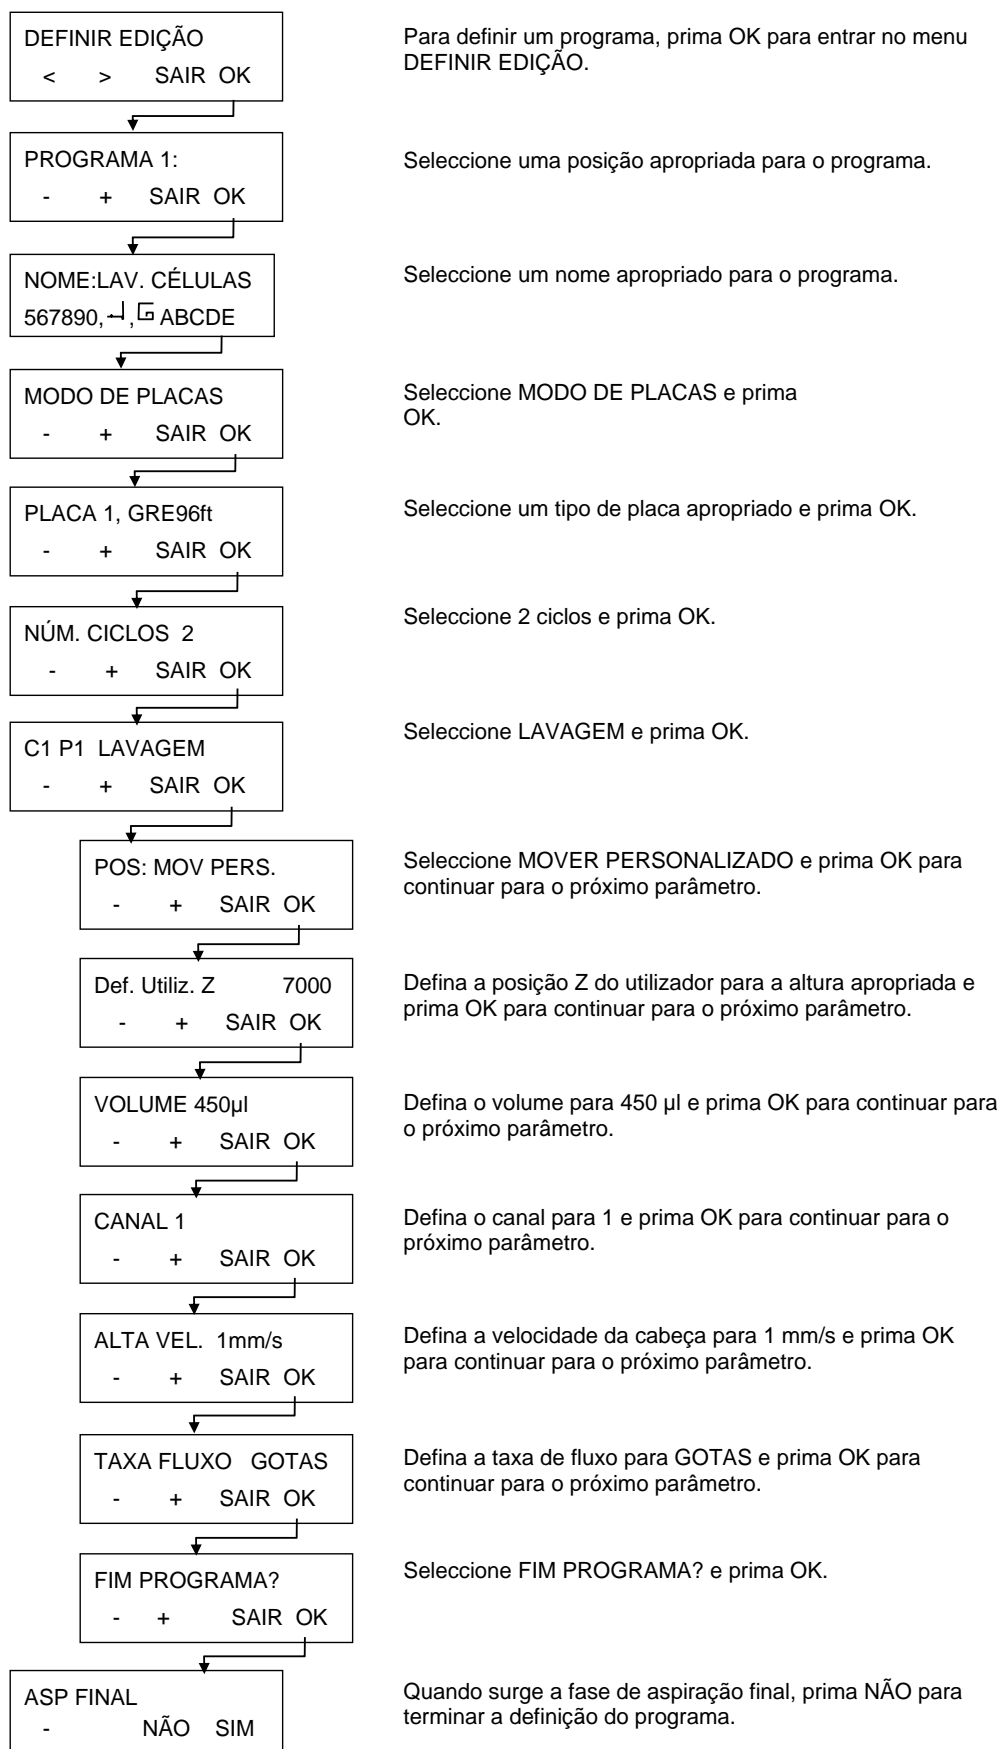 DEFINIR EDIÇÃO
< > SAIR OK
Para definir um programa, prima OK para entrar no menu
DEFINIR EDIÇÃO.
PROGRAMA 1:
- + SAIR OK
Seleccione uma posição apropriada para o programa.
NOME:LAV. CÉLULAS
567890, , ABCDE
Seleccione um nome apropriado para o programa.
MODO DE PLACAS
- + SAIR OK
Seleccione MODO DE PLACAS e prima
OK.
PLACA 1, GRE96ft
- + SAIR OK
Seleccione um tipo de placa apropriado e prima OK.
NÚM. CICLOS 2
- + SAIR OK
Seleccione 2 ciclos e prima OK.
C1 P1 LAVAGEM
- + SAIR OK
Seleccione LAVAGEM e prima OK.
POS: MOV PERS.
- + SAIR OK
Seleccione MOVER PERSONALIZADO e prima OK para
continuar para o próximo parâmetro.
Def. Utiliz. Z 7000
- + SAIR OK
Defina a posição Z do utilizador para a altura apropriada e
prima OK para continuar para o próximo parâmetro.
VOLUME 450µl
- + SAIR OK
Defina o volume para 450 µl e prima OK para continuar para
o próximo parâmetro.
CANAL 1
- + SAIR OK
Defina o canal para 1 e prima OK para continuar para o
próximo parâmetro.
ALTA VEL. 1mm/s
- + SAIR OK
Defina a velocidade da cabeça para 1 mm/s e prima OK
para continuar para o próximo parâmetro.
TAXA FLUXO GOTAS
- + SAIR OK
Defina a taxa de fluxo para GOTAS e prima OK para
continuar para o próximo parâmetro.
FIM PROGRAMA?
- + SAIR OK
Seleccione FIM PROGRAMA? e prima OK.
ASP FINAL
- NÃO SIM
Quando surge a fase de aspiração final, prima NÃO para
terminar a definição do programa.